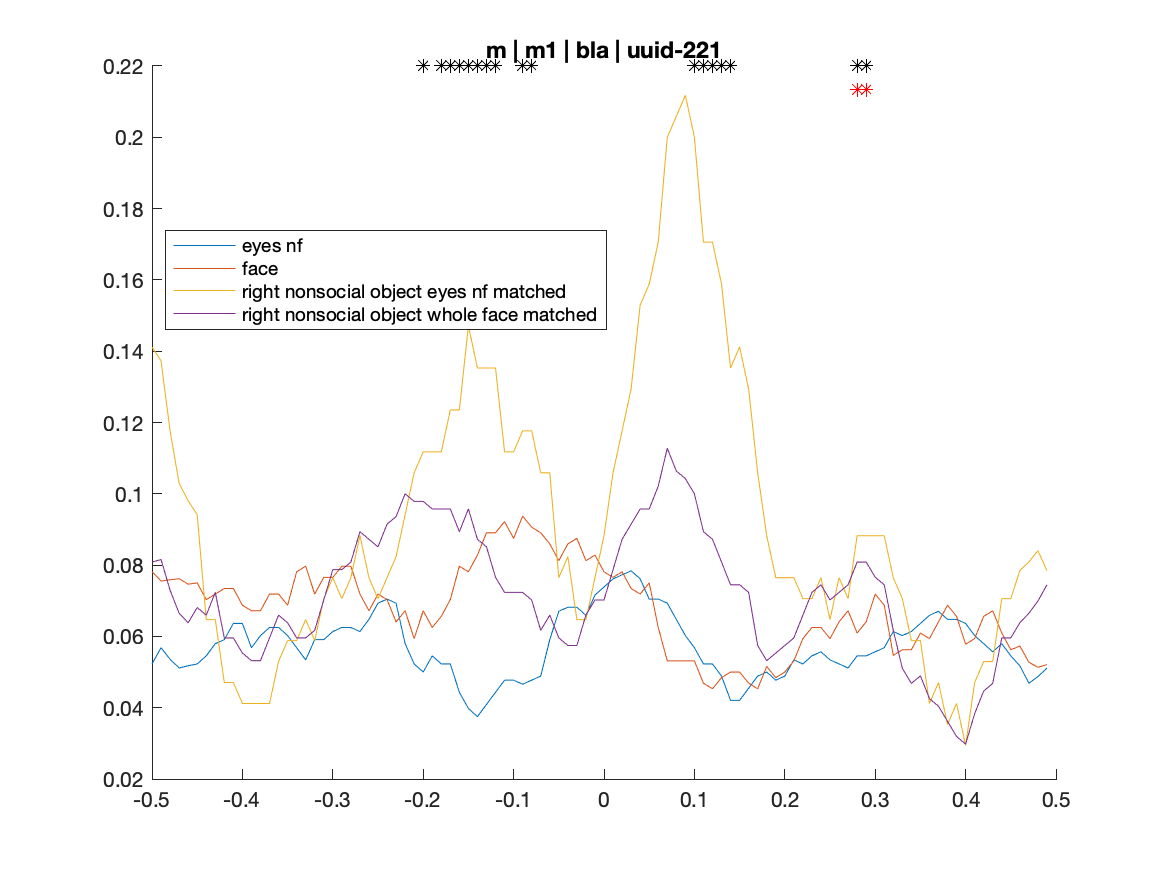 m | m1 | bla | uuid-221
0.22
0.2
0.18
0.16
0.14
0.12
0.1
0.08
0.06
0.04
0.02
eyes nf
face
right nonsocial object eyes nf matched
right nonsocial object whole face matched
-0.5 -0.4 -0.3 -0.2 -0.1 0 0.1 0.2 0.3 0.4 0.5